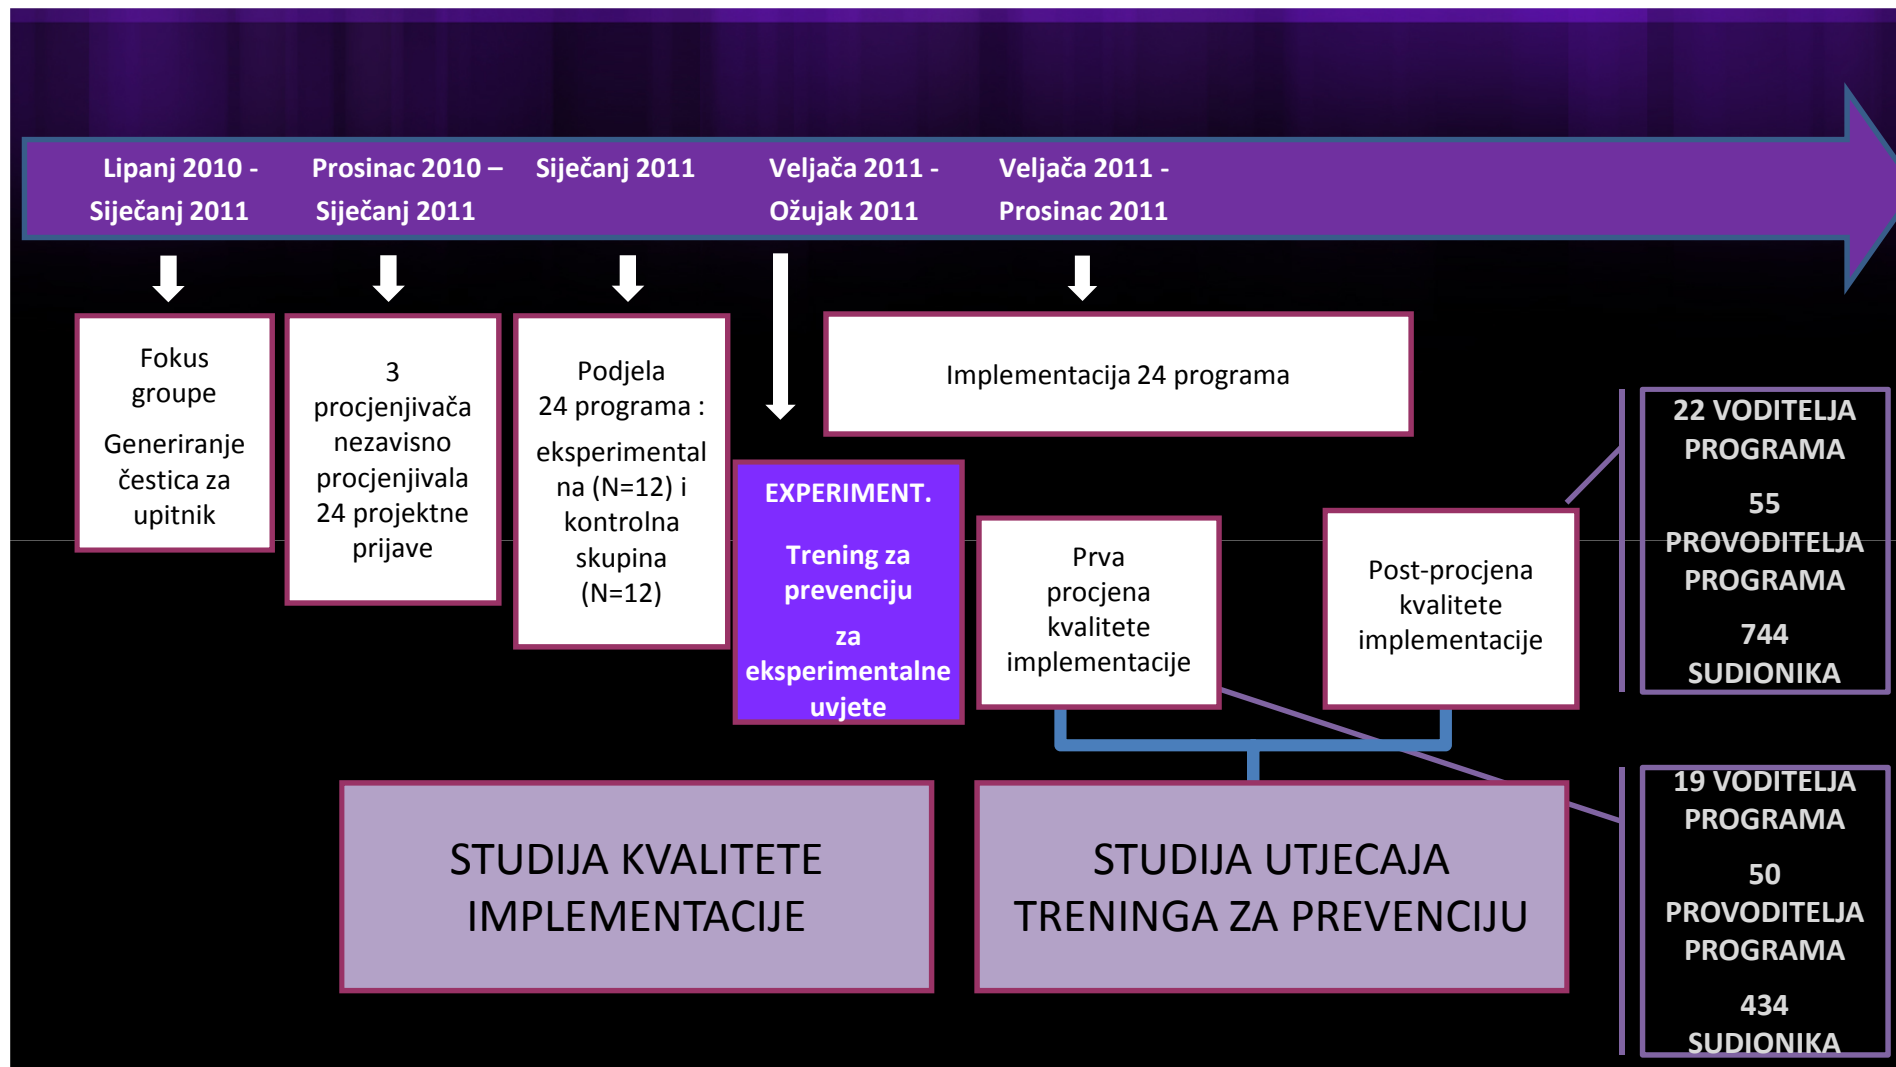 Lipanj 2010 -
Siječanj 2011
Prosinac 2010 –
Siječanj 2011
Siječanj 2011
Veljača 2011 -
Ožujak 2011
Veljača 2011 -
Prosinac 2011
Fokus
groupe
Generiranje
čestica za
upitnik
3
procjenjivača
nezavisno
procjenjivala
24 projektne
prijave
Podjela
24 programa :
eksperimental
na (N=12) i
kontrolna
skupina
(N=12)
EXPERIMENT.
Trening za
prevenciju
za
eksperimentalne
uvjete
Implementacija 24 programa
Prva
procjena
kvalitete
implementacije
Post-procjena
kvalitete
implementacije
22 VODITELJA
PROGRAMA
55
PROVODITELJA
PROGRAMA
744
SUDIONIKA
STUDIJA KVALITETE
IMPLEMENTACIJE
STUDIJA UTJECAJA
TRENINGA ZA PREVENCIJU
19 VODITELJA
PROGRAMA
50
PROVODITELJA
PROGRAMA
434
SUDIONIKA